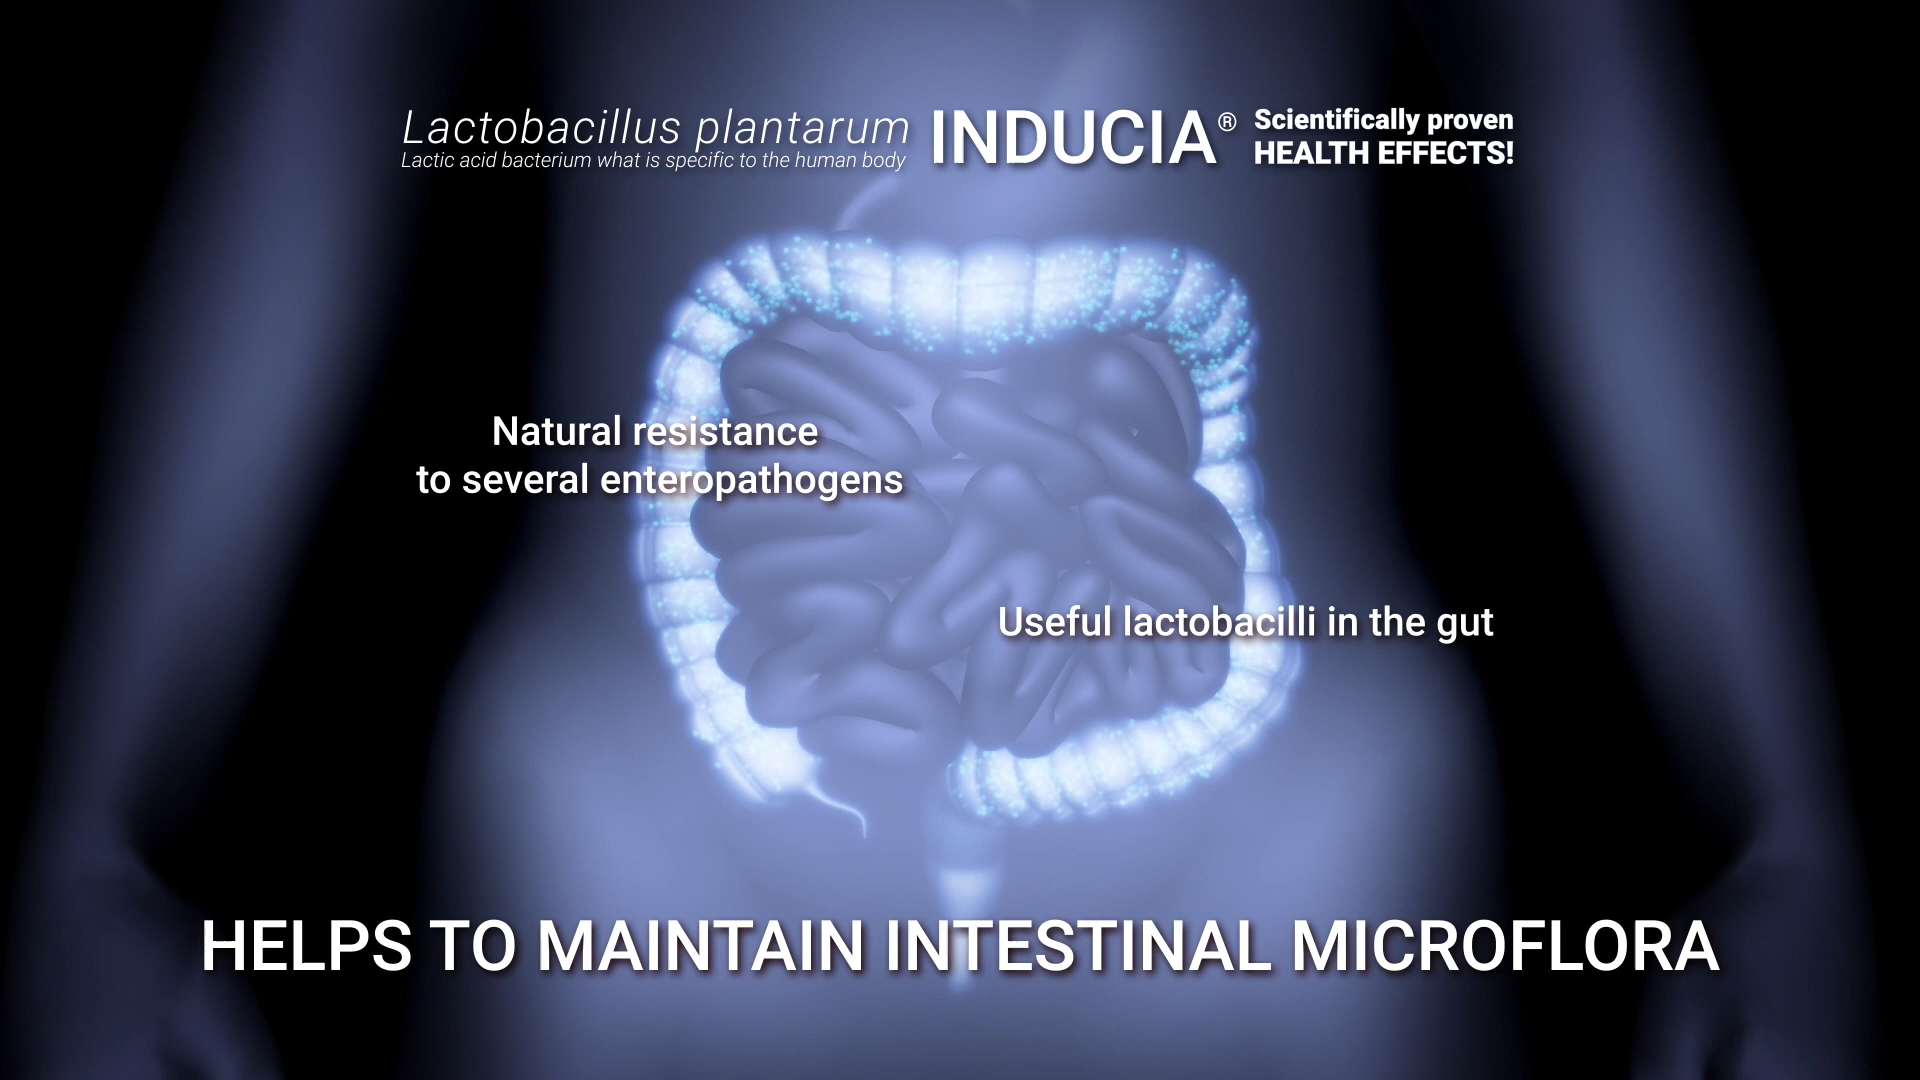 Lactobacillus plantarum
Lactic acid bacterium what is specific to the human body
INDUCIA®
Scientifically proven
HEALTH EFFECTS!
Natural resistance
to several enteropathogens
Useful lactobacilli in the gut
HELPS TO MAINTAIN INTESTINAL MICROFLORA